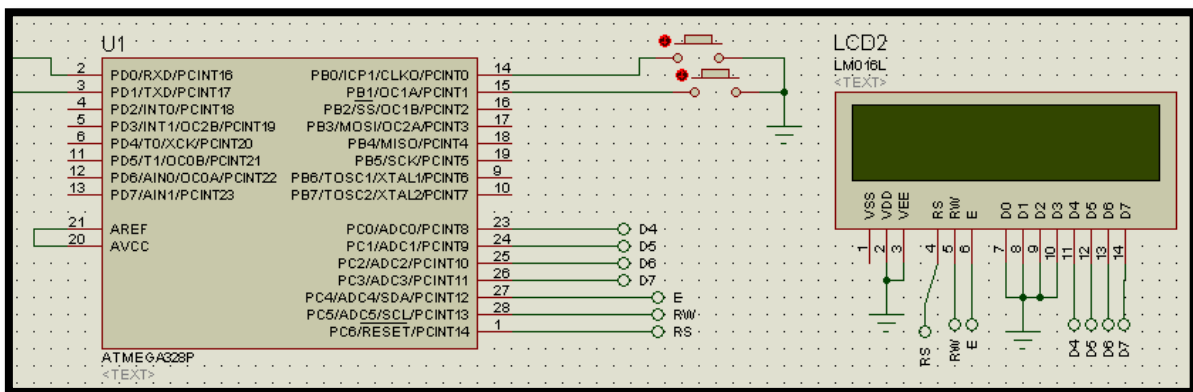 U1
2 PD0/RXD/PCINT16 PB0/ICP1/CLKO/PCINT0 14
3 PD1/TXD/PCINT17 PB1/OC1A/PCINT1 15
4 PD2/INT0/PCINT18 PB2/SS/OC1B/PCINT2 16
5 PD3/INT1/OC2B/PCINT19 PB3/MOSI/OC2A/PCINT3 17
6 PD4/T0/XCK/PCINT20 PB4/MISO/PCINT4 18
11 PD5/T1/OC0B/PCINT21 PB5/SCK/PCINT5 19
12 PD6/AIN0/OC0A/PCINT22 PB6/TOSC1/XTAL1/PCINT6 9
13 PD7/AIN1/PCINT23 PB7/TOSC2/XTAL2/PCINT7 10
21 AREF PC0/ADC0/PCINT8 23 D4
20 AVCC PC1/ADC1/PCINT9 24 D5
PC2/ADC2/PCINT10 25 D6
PC3/ADC3/PCINT11 26 D7
PC4/ADC4/SDA/PCINT12 27 E
PC5/ADC5/SCL/PCINT13 28 RW
PC6/RESET/PCINT14 1 RS
ATMEGA328P
<TEXT>
LCD2
LM016L
<TEXT>
VSS VDD VEE RS RW E D0 D1 D2 D3 D4 D5 D6 D7
1 2 3 4 5 6 7 8 9 10 11 12 13 14
RS RW E D4 D5 D6 D7